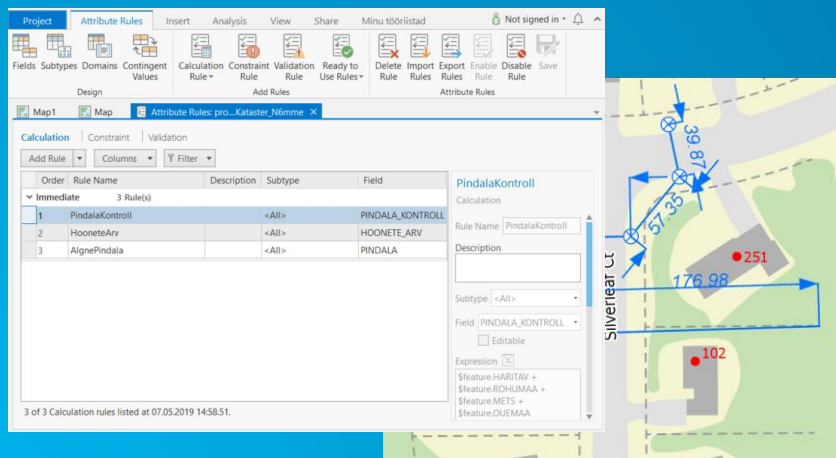 Project Attribute Rules Insert Analysis View Share Minu tööriistad Not signed in
Fields Subtypes Domains Contingent Values Calculation Rule Constraint Rule Validation Rule Ready to Use Rules Delete Rule Import Rules Export Rules Enable Rule Disable Rule Save
Design Add Rules Attribute Rules
Map1 Map Attribute Rules: pro....Kataster_N6mme
Calculation Constraint Validation
Add Rule Columns Filter
Order Rule Name Description Subtype Field
Immediate 3 Rule(s)
1 PindalaKontroll <All> PINDALA_KONTROLL
2 HooneteArv <All> HOONETE_ARV
3 AlgnePindala <All> PINDALA
3 of 3 Calculation rules listed at 07.05.2019 14:58.51.
PindalaKontroll
Calculation
Rule Name PindalaKontroll
Description
Subtype <All>
Field PINDALA_KONTROLL
Editable
Expression
$feature.HARITAV +
$feature.ROHUMAA +
$feature.METS +
$feature.OUEMAA
39.87
57.35
251
176.98
Silverleaf Ct
102